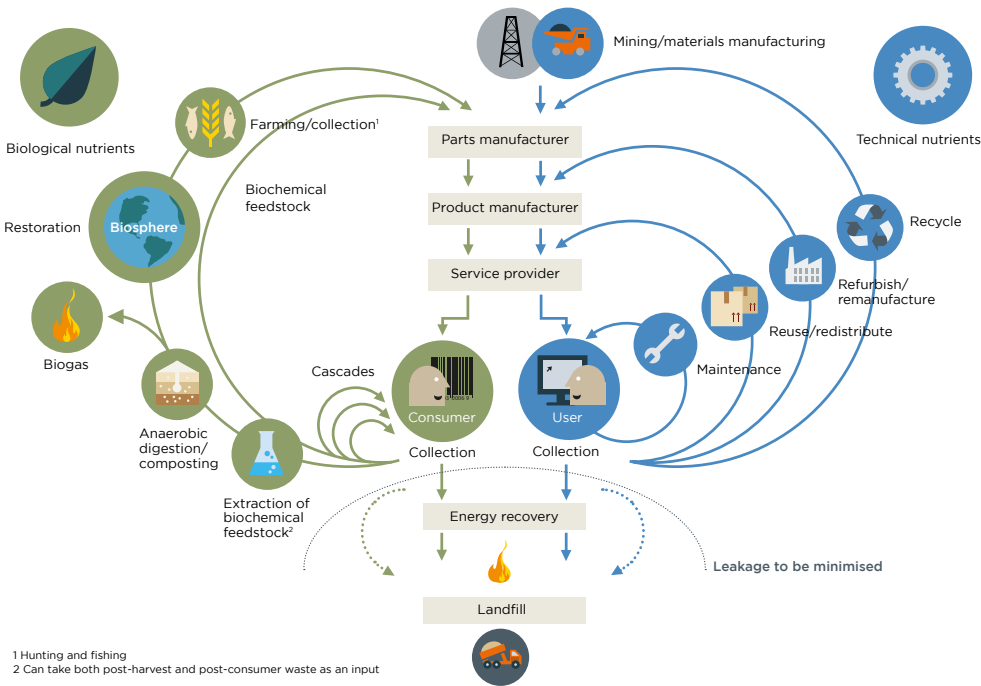 Mining/materials manufacturing
Biological nutrients
Technical nutrients
Farming/collection¹
Parts manufacturer
Biochemical
feedstock
Product manufacturer
Restoration
Biosphere
Recycle
Service provider
Refurbish/
remanufacture
Reuse/redistribute
Biogas
Maintenance
Cascades
Consumer
User
Anaerobic
digestion/
composting
Collection
Collection
Extraction of
biochemical
feedstock²
Energy recovery
Leakage to be minimised
Landfill
1 Hunting and fishing
2 Can take both post-harvest and post-consumer waste as an input